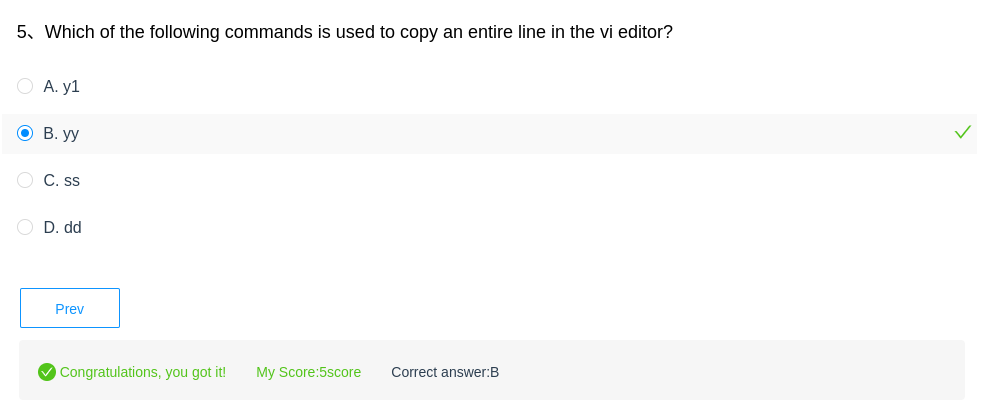 5、Which of the following commands is used to copy an entire line in the vi editor?
A. y1
B. yy
C. ss
D. dd
Prev
Congratulations, you got it! My Score:5score Correct answer:B